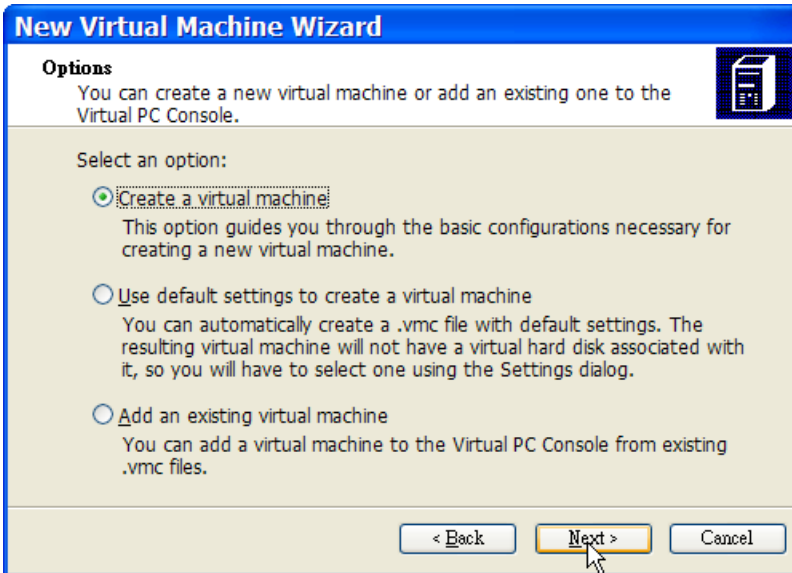 New Virtual Machine Wizard
Options
You can create a new virtual machine or add an existing one to the
Virtual PC Console.
Select an option:
Create a virtual machine
This option guides you through the basic configurations necessary for
creating a new virtual machine.
Use default settings to create a virtual machine
You can automatically create a .vmc file with default settings. The
resulting virtual machine will not have a virtual hard disk associated with
it, so you will have to select one using the Settings dialog.
Add an existing virtual machine
You can add a virtual machine to the Virtual PC Console from existing
.vmc files.
< Back Next > Cancel